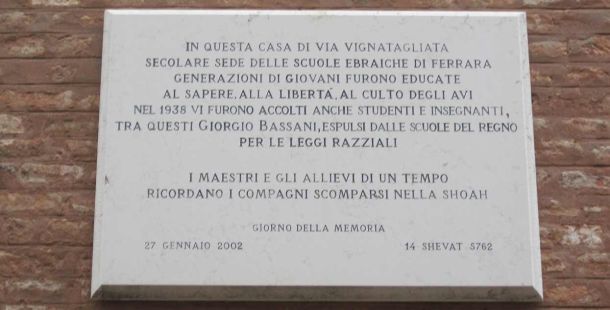 IN QUESTA CASA DI VIA VIGNATAGLIATA
SECOLARE SEDE DELLE SCUOLE EBRAICHE DI FERRARA
GENERAZIONI DI GIOVANI FURONO EDUCATE
AL SAPERE, ALLA LIBERTÀ, AL CULTO DEGLI AVI
NEL 1938 VI FURONO ACCOLTI ANCHE STUDENTI E INSEGNANTI,
TRA QUESTI GIORGIO BASSANI, ESPULSI DALLE SCUOLE DEL REGNO
PER LE LEGGI RAZZIALI
I MAESTRI E GLI ALLIEVI DI UN TEMPO
RICORDANO I COMPAGNI SCOMPARSI NELLA SHOAH
GIORNO DELLA MEMORIA
27 GENNAIO 2002 14 SHEVAT 5762